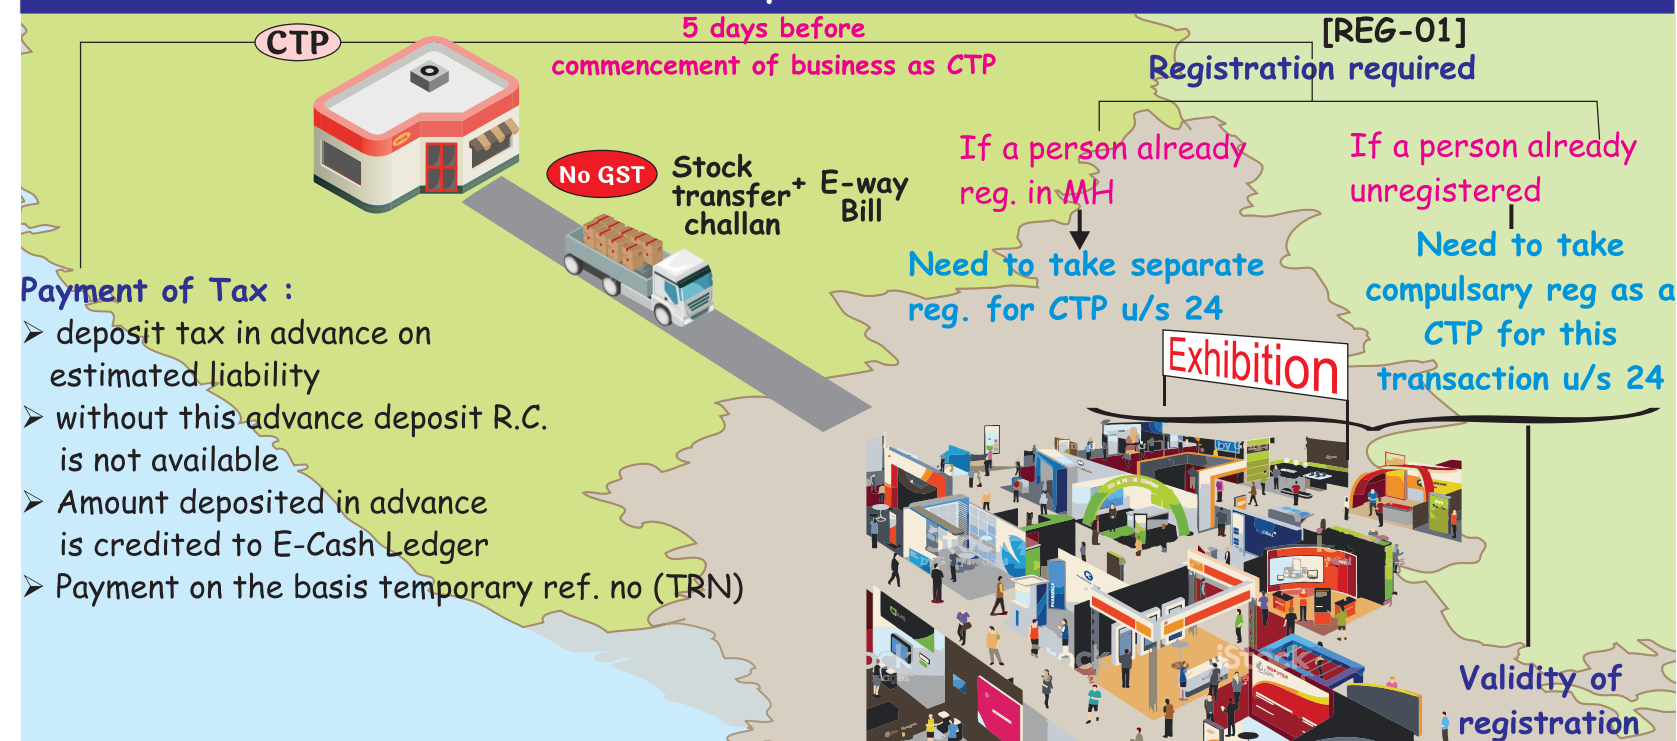 CTP
5 days before
commencement of business as CTP
[REG-01]
Registration required
No GST
Stock
transfer + E-way
challan Bill
If a person already
reg. in MH
Need to take separate
reg. for CTP u/s 24
If a person already
unregistered
Need to take
compulsary reg as a
CTP for this
transaction u/s 24
Payment of Tax :
➢ deposit tax in advance on
estimated liability
➢ without this advance deposit R.C.
is not available
➢ Amount deposited in advance
is credited to E-Cash Ledger
➢ Payment on the basis temporary ref. no (TRN)
Exhibition
iStock
Validity of
registration